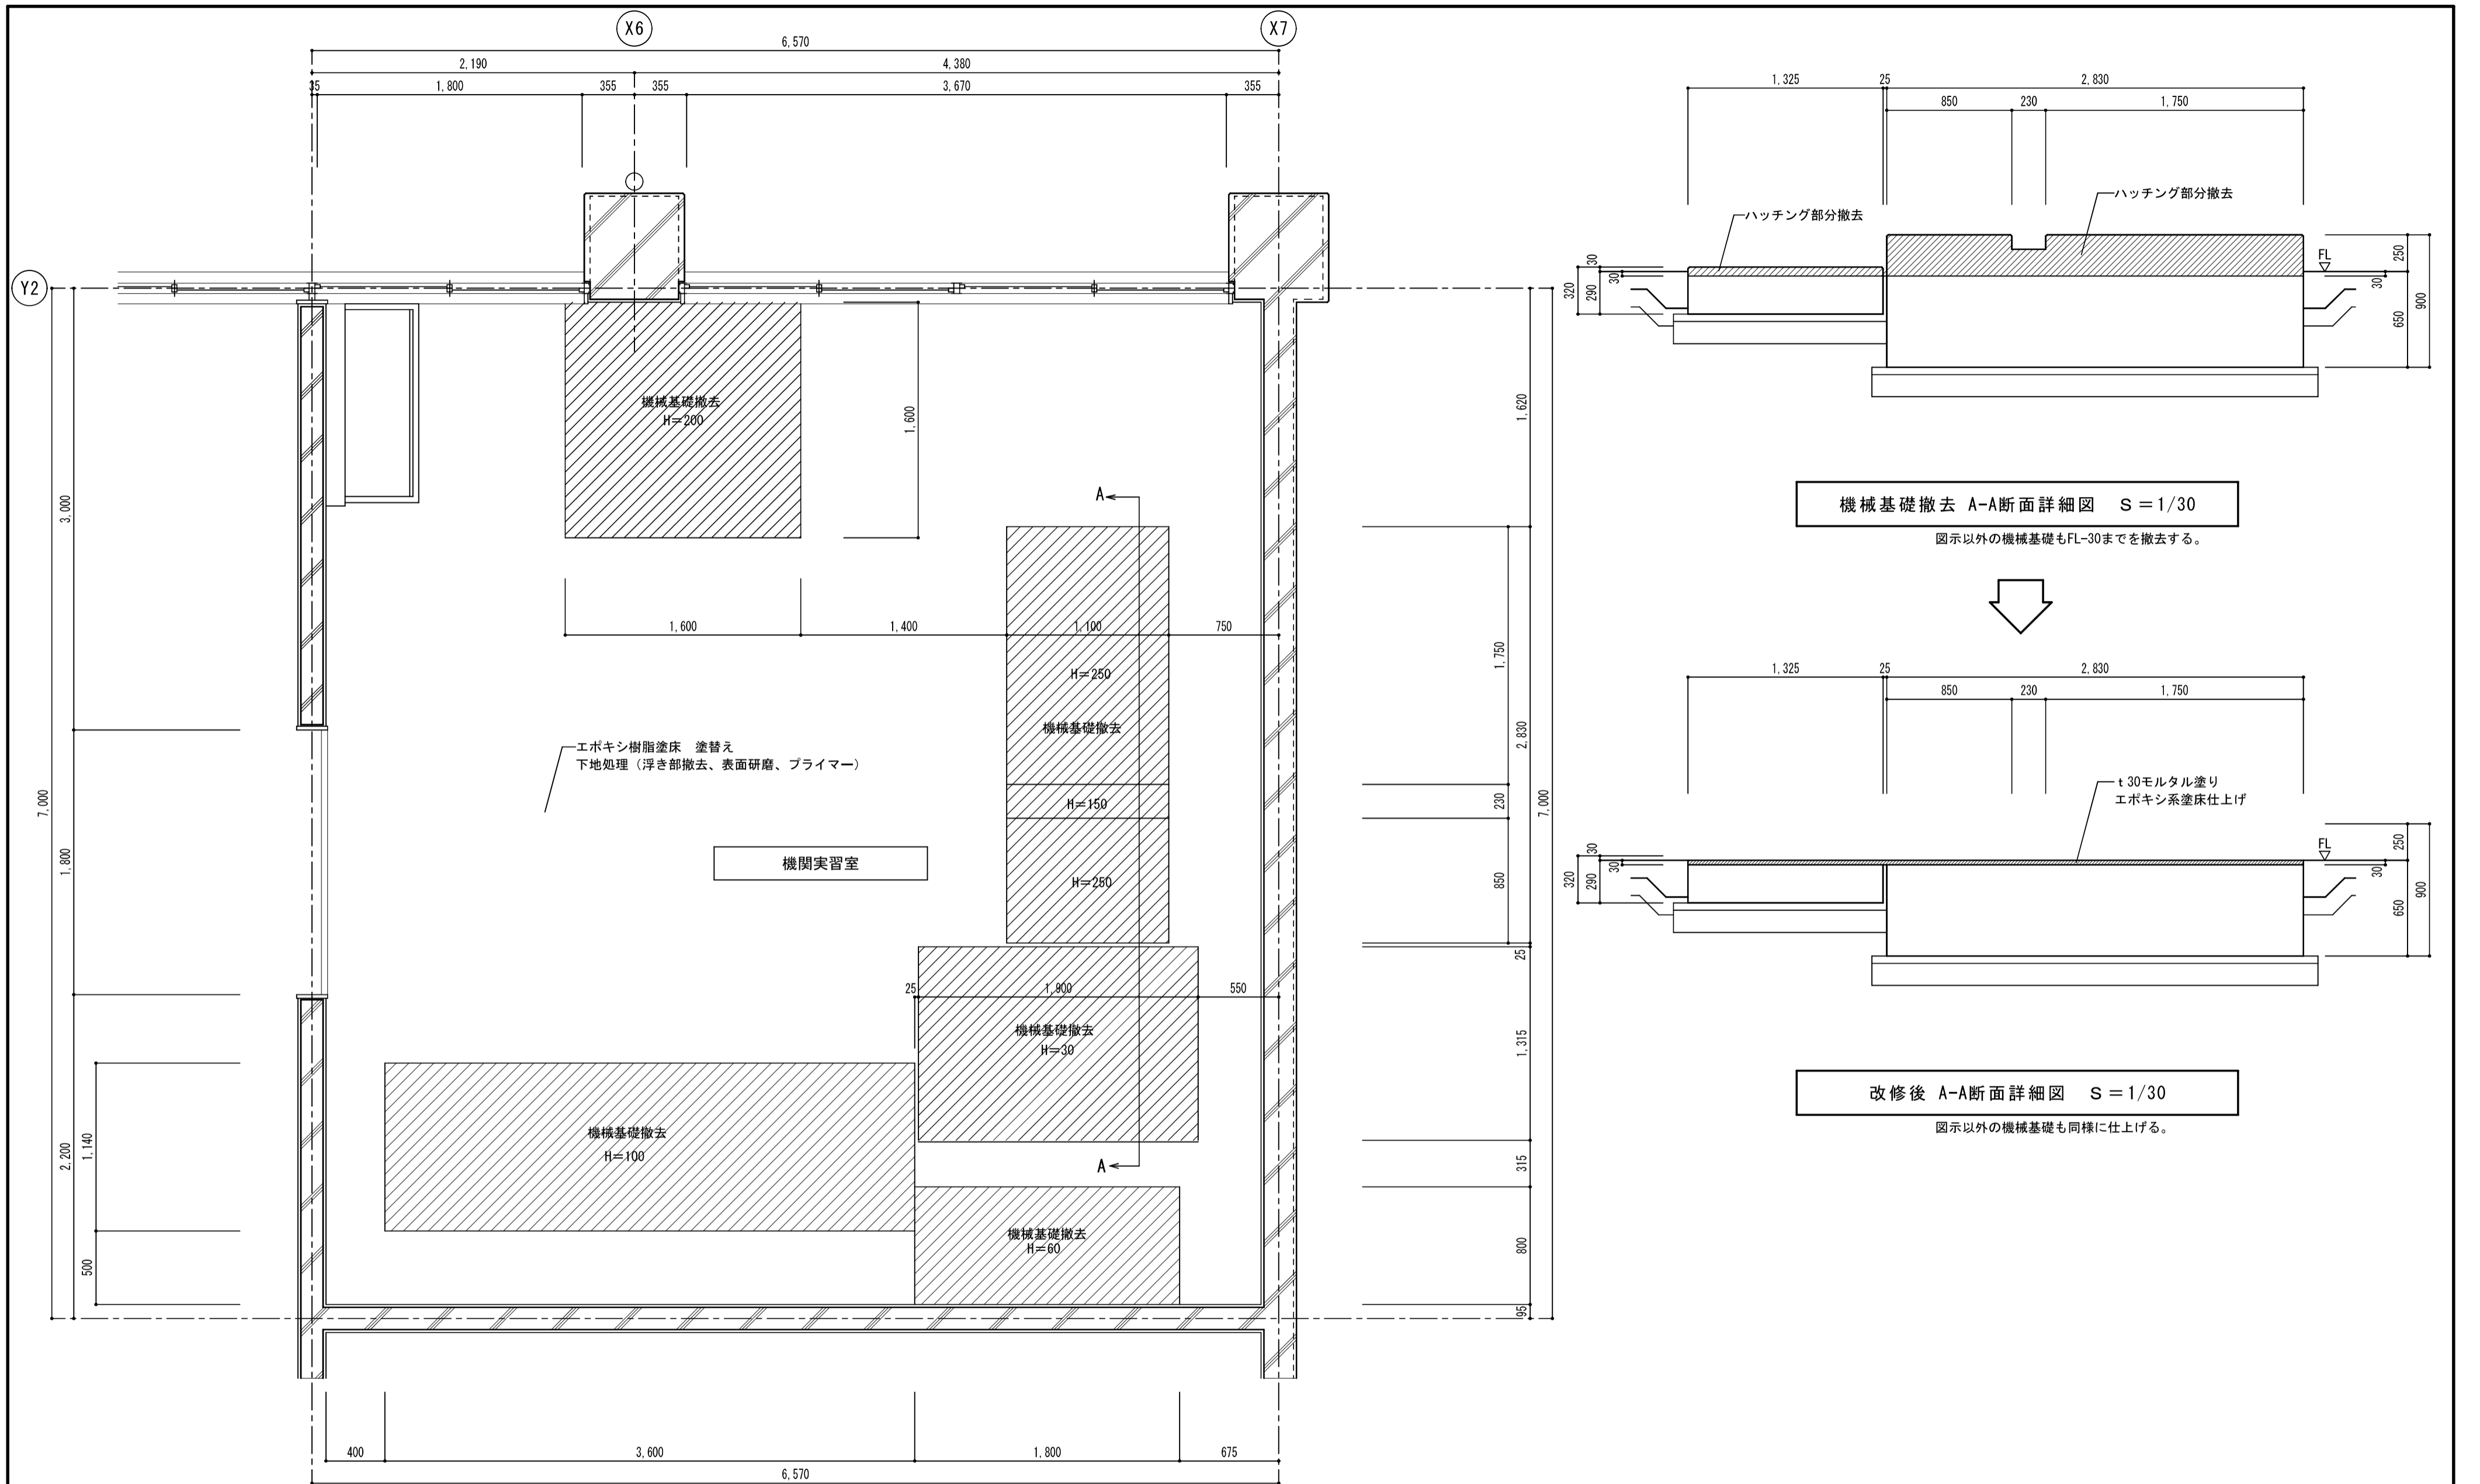 X6
X7
6,570
2,190
4,380
35
1,800
355
355
3,670
355
Y2
機械基礎撤去
H=200
1,600
A
1,600
1,400
1,100
750
H=250
機械基礎撤去
H=150
H=250
エポキシ樹脂塗床　塗替え
下地処理（浮き部撤去、表面研磨、プライマー）
機関実習室
25
1,900
550
機械基礎撤去
H=30
機械基礎撤去
H=100
A
機械基礎撤去
H=60
7,000
3,000
1,800
2,200
1,140
500
1,620
2,830
1,750
230
850
7,000
25
1,315
315
800
95
400
3,600
1,800
675
6,570
1,325
25
2,830
850
230
1,750
ハッチング部分撤去
ハッチング部分撤去
FL
320
30
290
30
250
30
650
900
機械基礎撤去 A-A断面詳細図　S＝1/30
図示以外の機械基礎もFL-30までを撤去する。
1,325
25
2,830
850
230
1,750
t30モルタル塗り
エポキシ系塗床仕上げ
FL
320
30
290
30
250
30
650
900
改修後 A-A断面詳細図　S＝1/30
図示以外の機械基礎も同様に仕上げる。